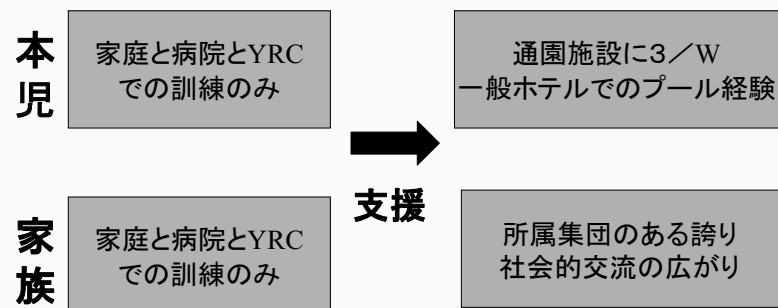 本児
家庭と病院とYRC
での訓練のみ
通園施設に3/W
一般ホテルでのプール経験
支援
家族
家庭と病院とYRC
での訓練のみ
所属集団のある誇り
社会的交流の広がり